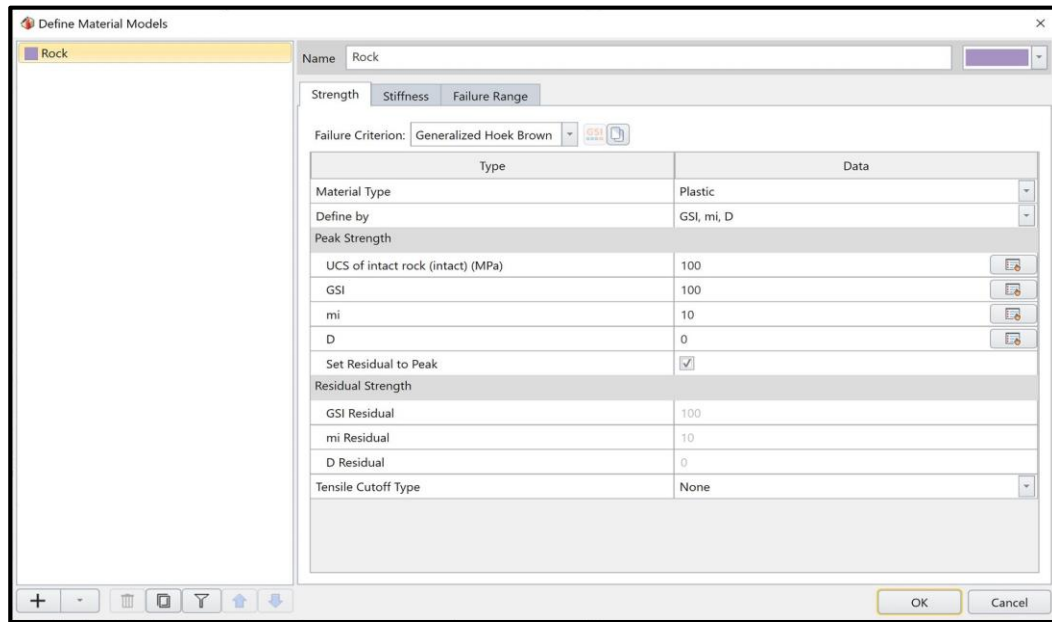 Define Material Models
Rock
Name Rock
Strength Stiffness Failure Range
Failure Criterion: Generalized Hoek Brown GSI
Type Data
Material Type Plastic
Define by GSI, mi, D
Peak Strength
UCS of intact rock (intact) (MPa) 100
GSI 100
mi 10
D 0
Set Residual to Peak
Residual Strength
GSI Residual 100
mi Residual 10
D Residual 0
Tensile Cutoff Type None
OK Cancel